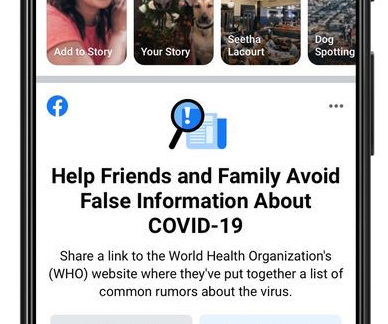 Add to Story
Your Story
Seetha
Lacourt
Dog
Spotting
Help Friends and Family Avoid
False Information About
COVID-19
Share a link to the World Health Organization's
(WHO) website where they've put together a list of
common rumors about the virus.